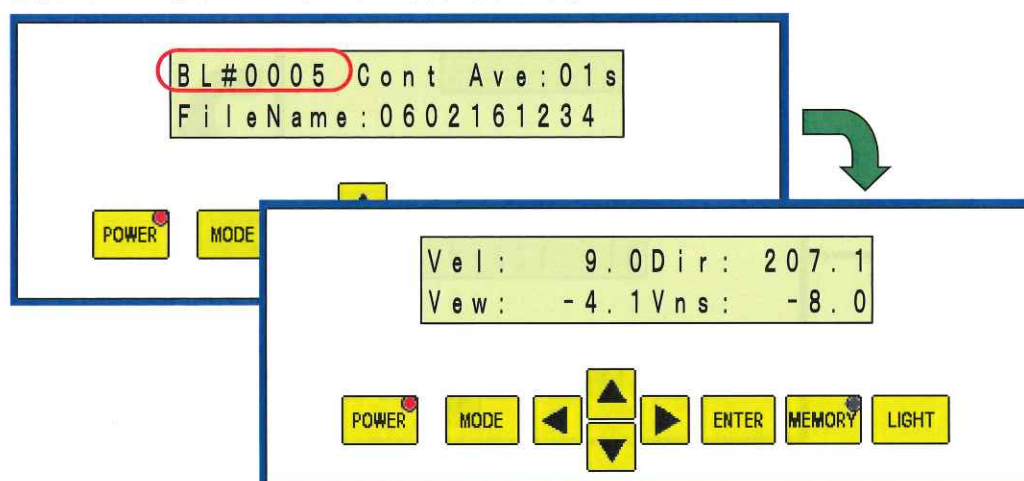 BL#0005 Cont Ave:01s
FileName:0602161234
POWER MODE
Vel: 9.0Dir: 207.1
Vew: -4.1Vns: -8.0
POWER MODE ENTER MEMORY LIGHT